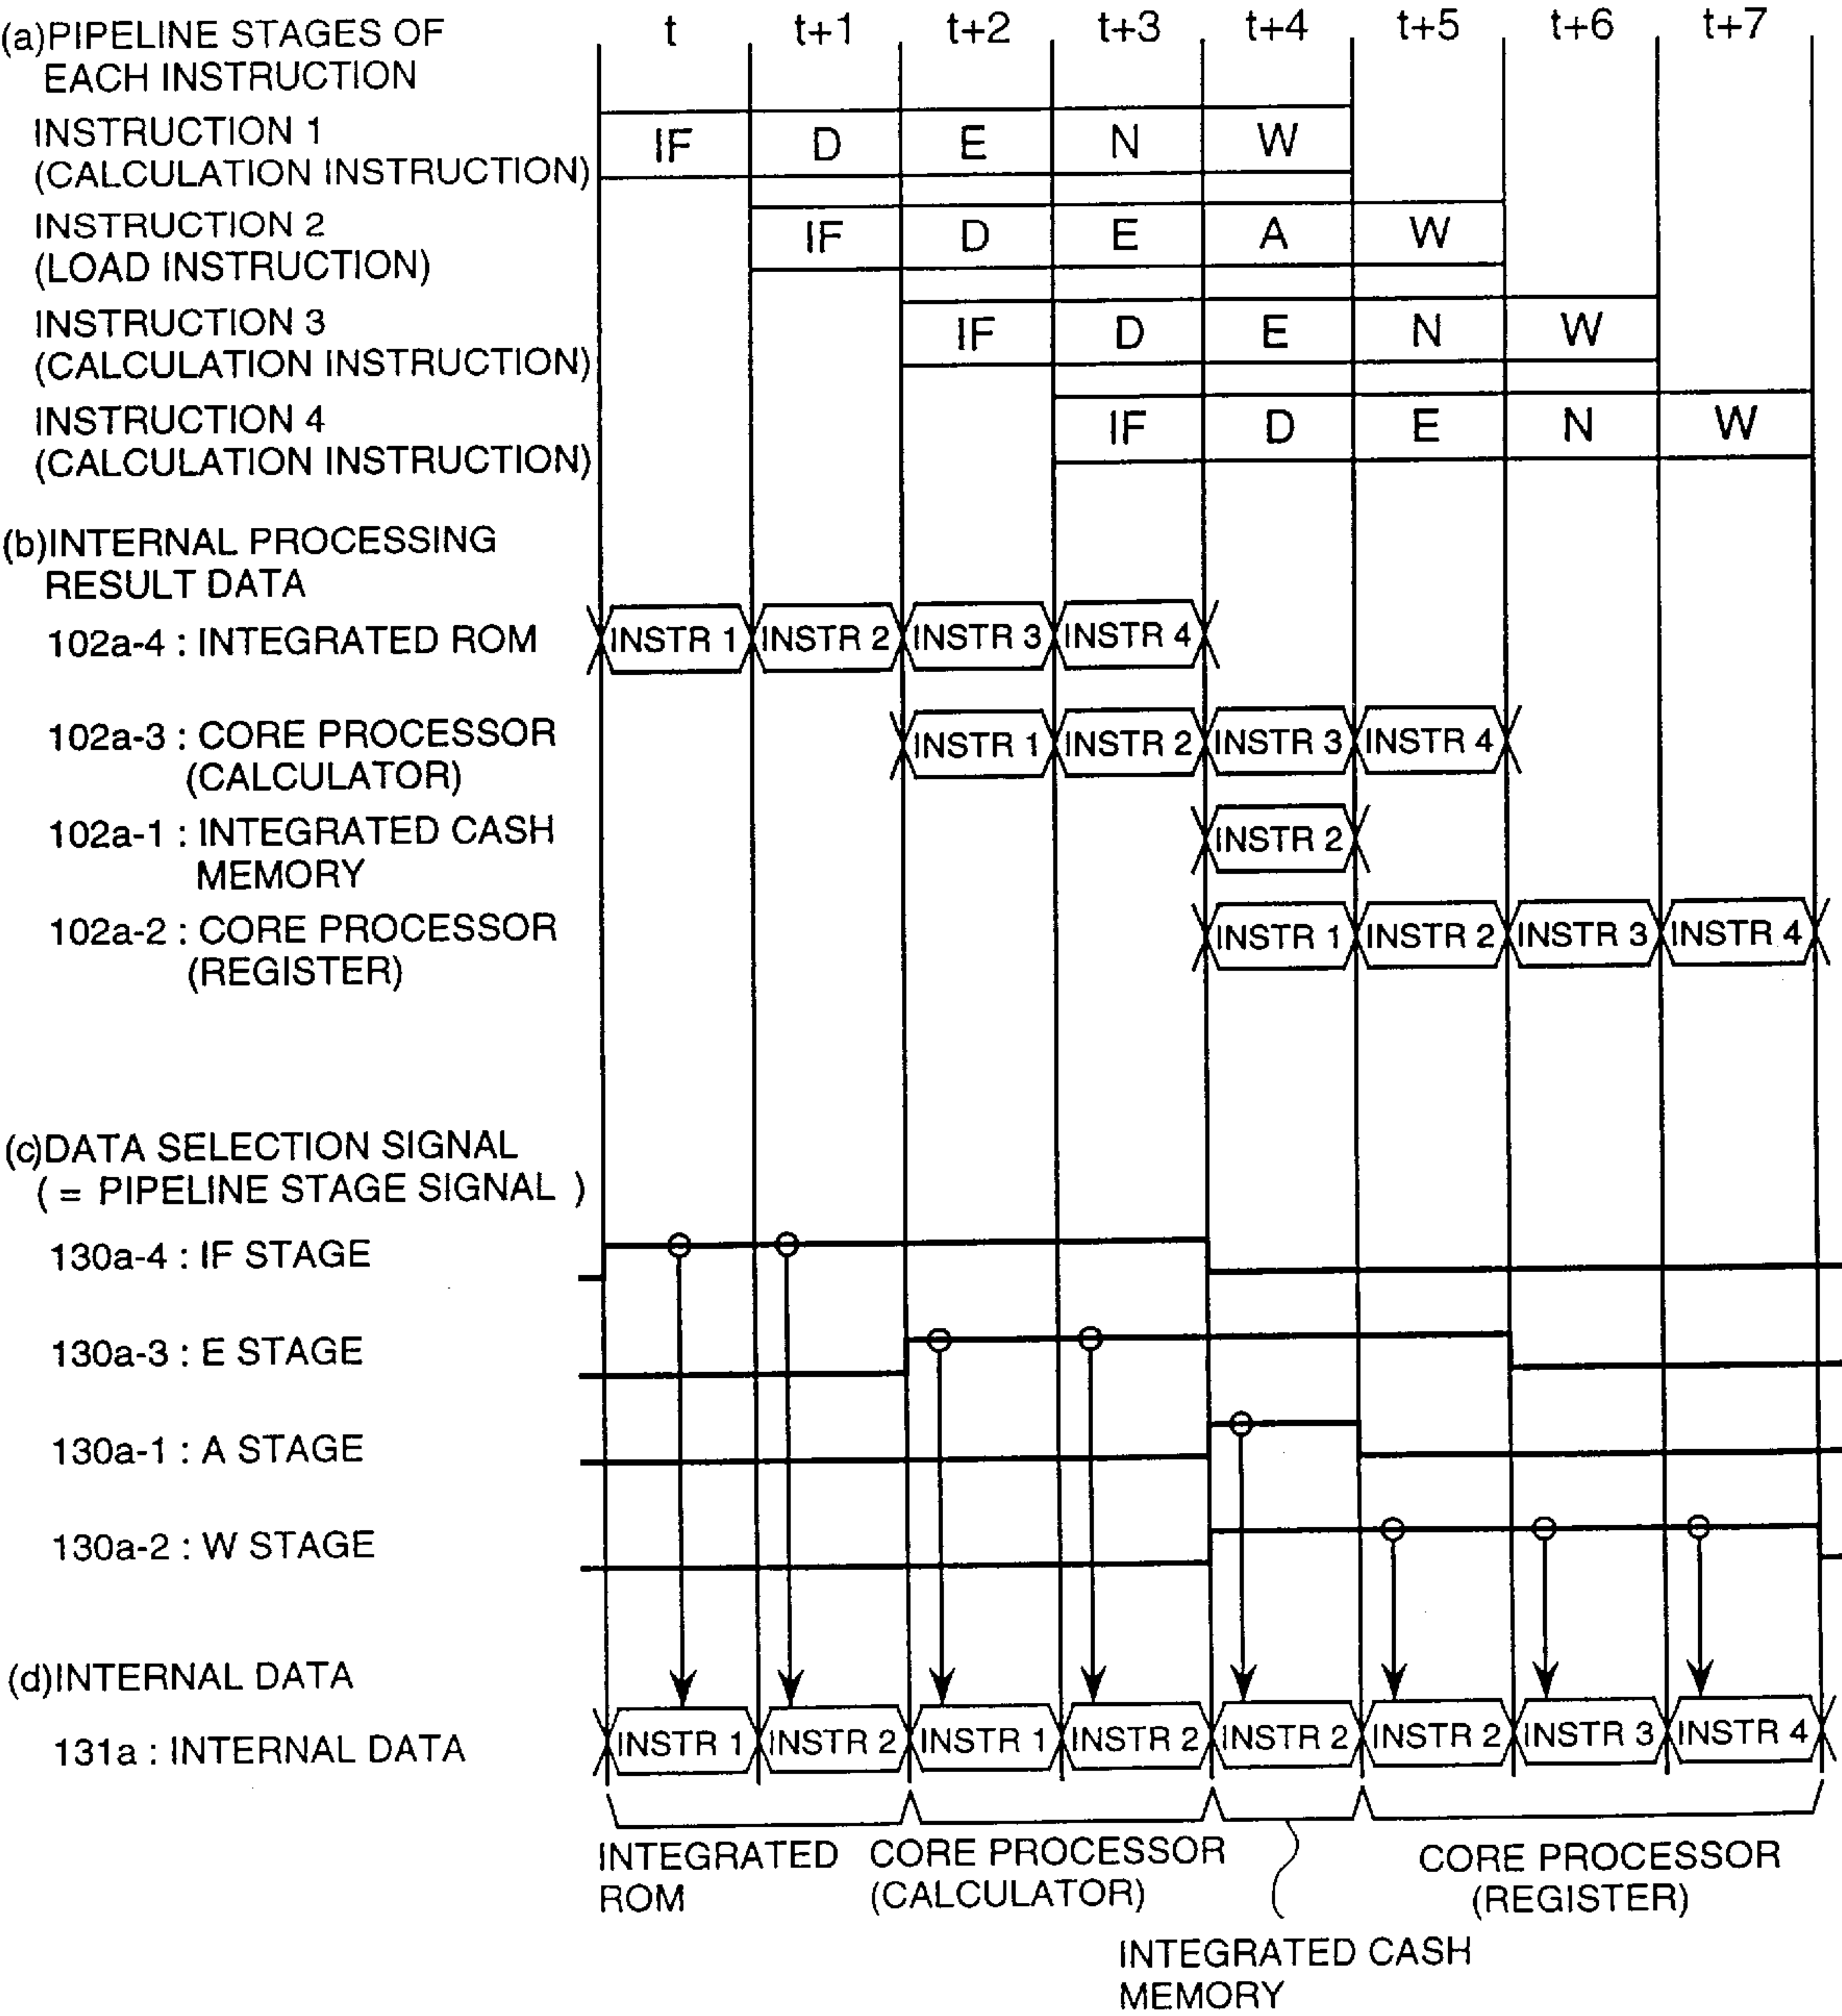 (a)PIPELINE STAGES OF
EACH INSTRUCTION
t t+1 t+2 t+3 t+4 t+5 t+6 t+7
INSTRUCTION 1
(CALCULATION INSTRUCTION)
IF D E N W
INSTRUCTION 2
(LOAD INSTRUCTION)
IF D E A W
INSTRUCTION 3
(CALCULATION INSTRUCTION)
IF D E N W
INSTRUCTION 4
(CALCULATION INSTRUCTION)
IF D E N W
(b)INTERNAL PROCESSING
RESULT DATA
102a-4 : INTEGRATED ROM
INSTR 1 INSTR 2 INSTR 3 INSTR 4
102a-3 : CORE PROCESSOR
(CALCULATOR)
INSTR 1 INSTR 2 INSTR 3 INSTR 4
102a-1 : INTEGRATED CASH
MEMORY
INSTR 2
102a-2 : CORE PROCESSOR
(REGISTER)
INSTR 1 INSTR 2 INSTR 3 INSTR 4
(c)DATA SELECTION SIGNAL
( = PIPELINE STAGE SIGNAL )
130a-4 : IF STAGE
130a-3 : E STAGE
130a-1 : A STAGE
130a-2 : W STAGE
(d)INTERNAL DATA
131a : INTERNAL DATA
INSTR 1 INSTR 2 INSTR 1 INSTR 2 INSTR 2 INSTR 2 INSTR 3 INSTR 4
INTEGRATED
ROM
CORE PROCESSOR
(CALCULATOR)
INTEGRATED CASH
MEMORY
CORE PROCESSOR
(REGISTER)